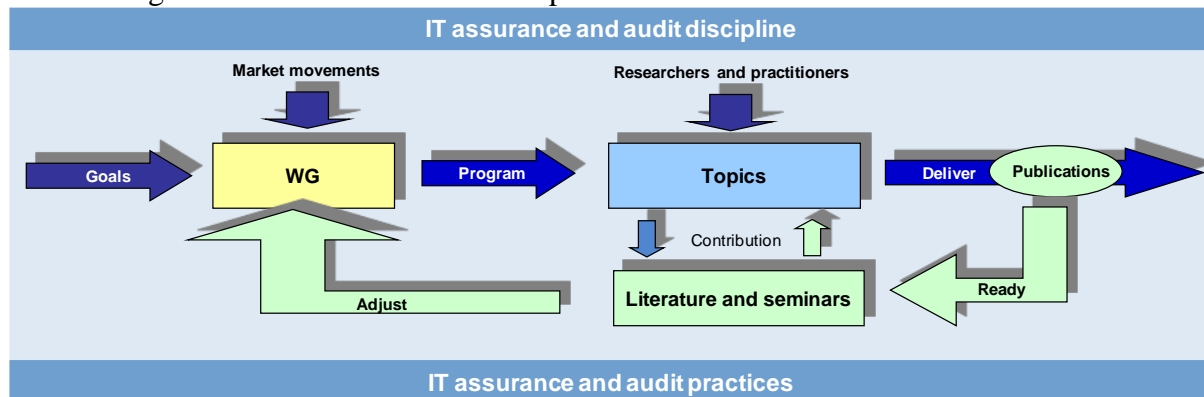 IT assurance and audit discipline
Market movements
Researchers and practitioners
Goals
WG
Program
Topics
Deliver
Publications
Contribution
Adjust
Literature and seminars
Ready
IT assurance and audit practices